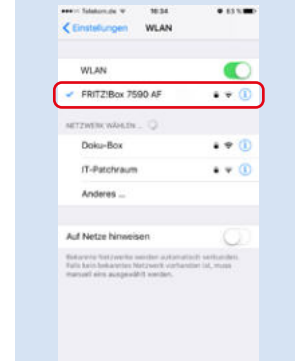 Telekom.de 16:34 83 %
Einstellungen WLAN
WLAN
FRITZ!Box 7590 AF
NETZWERK WÄHLEN ...
Doku-Box
IT-Patchraum
Anderes ...
Auf Netze hinweisen
Bekannte Netzwerke werden automatisch verbunden.
Falls kein bekanntes Netzwerk vorhanden ist, muss
manuell eins ausgewählt werden.